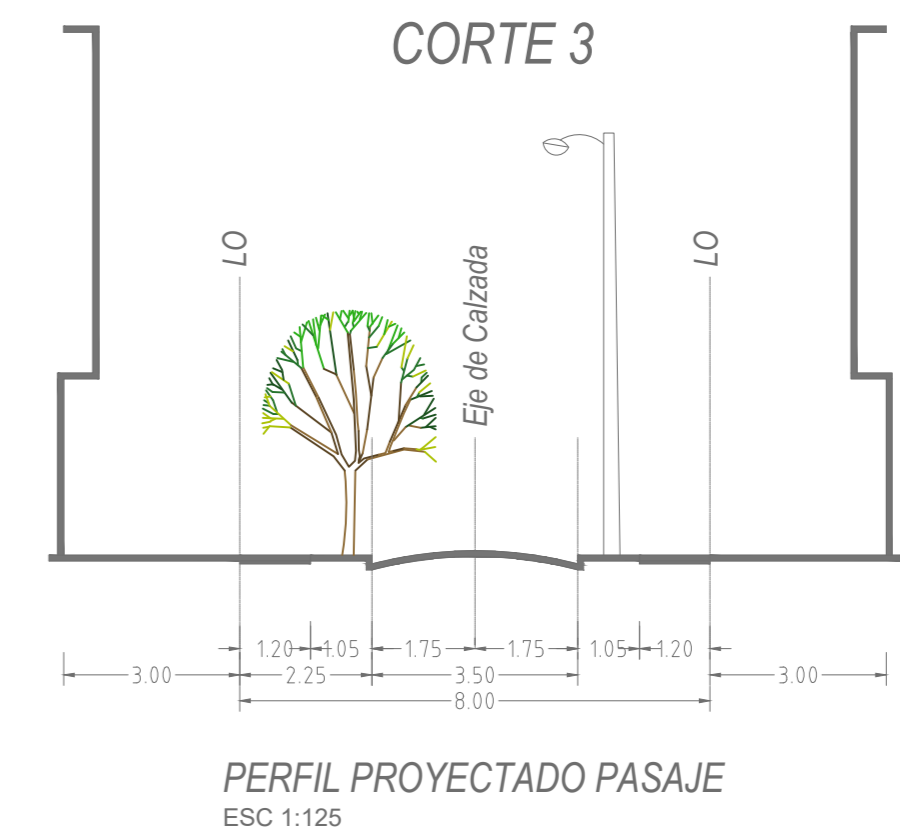 CORTE 3
LO
Eje de Calzada
LO
1.20 1.05 1.75 1.75 1.05 1.20
3.00 2.25 3.50 3.00
8.00
PERFIL PROYECTADO PASAJE
ESC 1:125